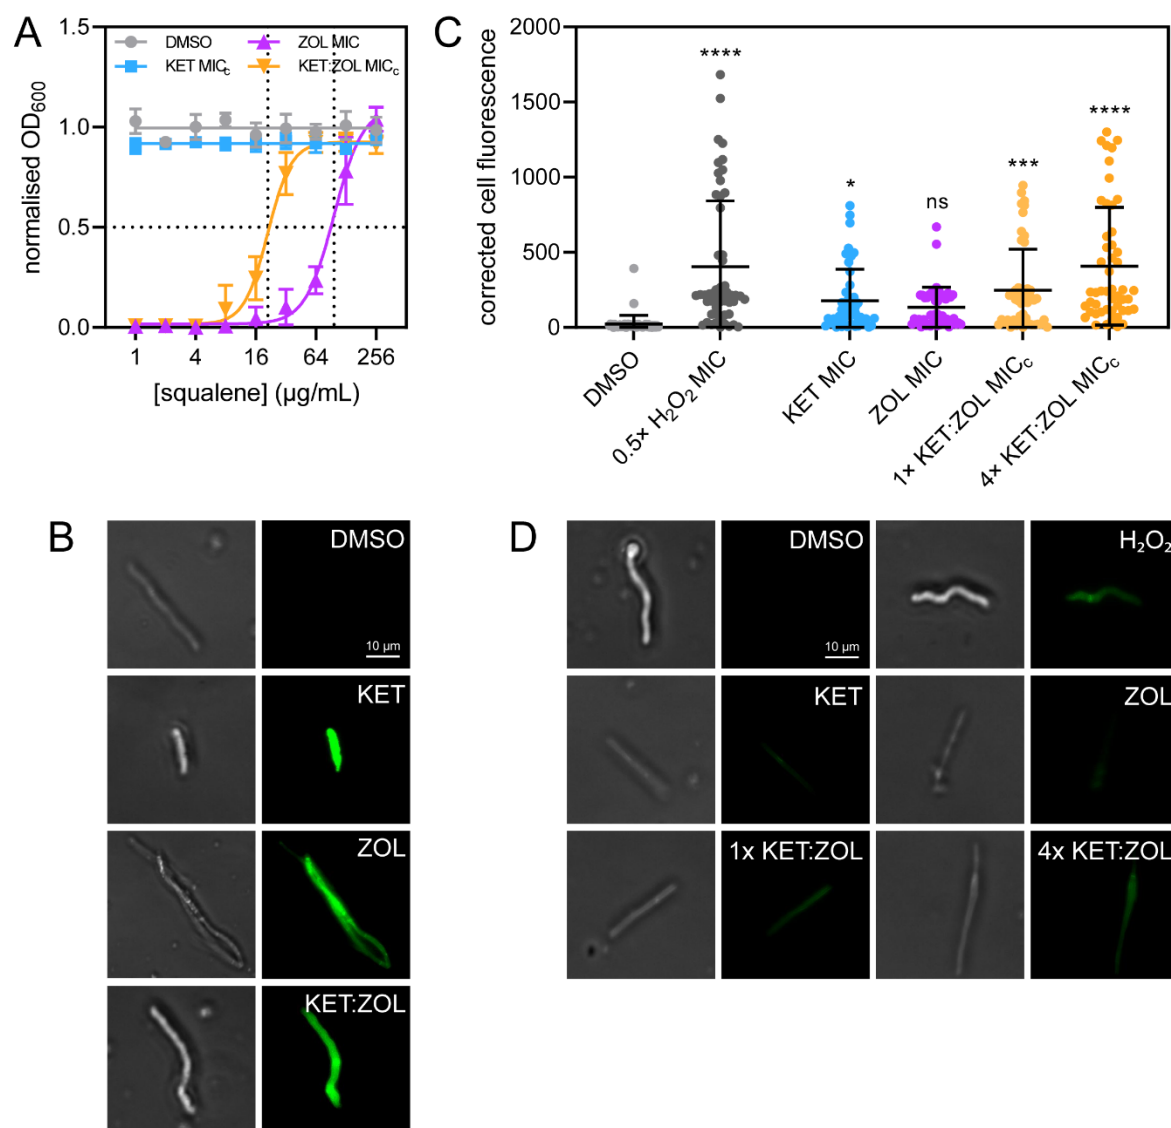 A
normalised OD600
1.5
1.0
0.5
0.0
DMSO
ZOL MIC
KET MICc
KET:ZOL MICc
1
4
16
64
256
[squalene] (µg/mL)
C
corrected cell fluorescence
2000
1500
1000
500
0
****
*
ns
***
****
DMSO
0.5× H2O2 MIC
KET MIC
ZOL MIC
1× KET:ZOL MICc
4× KET:ZOL MICc
B
DMSO
10 µm
KET
ZOL
KET:ZOL
D
DMSO
10 µm
H2O2
KET
ZOL
1x KET:ZOL
4x KET:ZOL